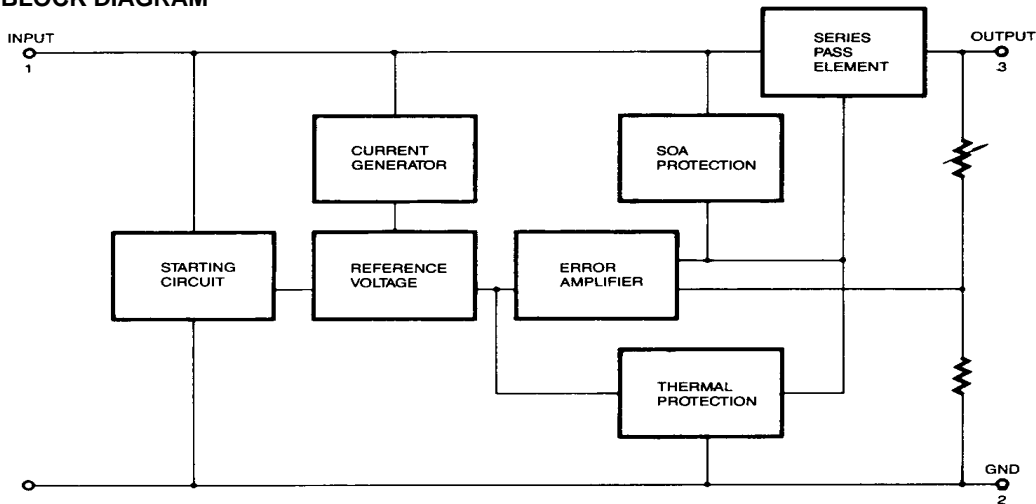 BLOCK DIAGRAM
INPUT
1
SERIES
PASS
ELEMENT
OUTPUT
3
CURRENT
GENERATOR
SOA
PROTECTION
STARTING
CIRCUIT
REFERENCE
VOLTAGE
ERROR
AMPLIFIER
THERMAL
PROTECTION
GND
2